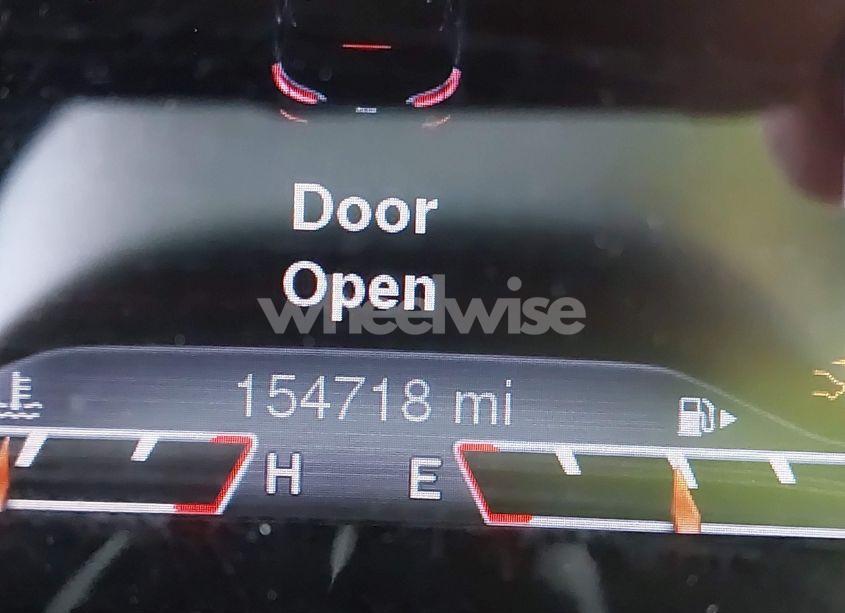 Door
Open
wheelwise
154718 mi
H E